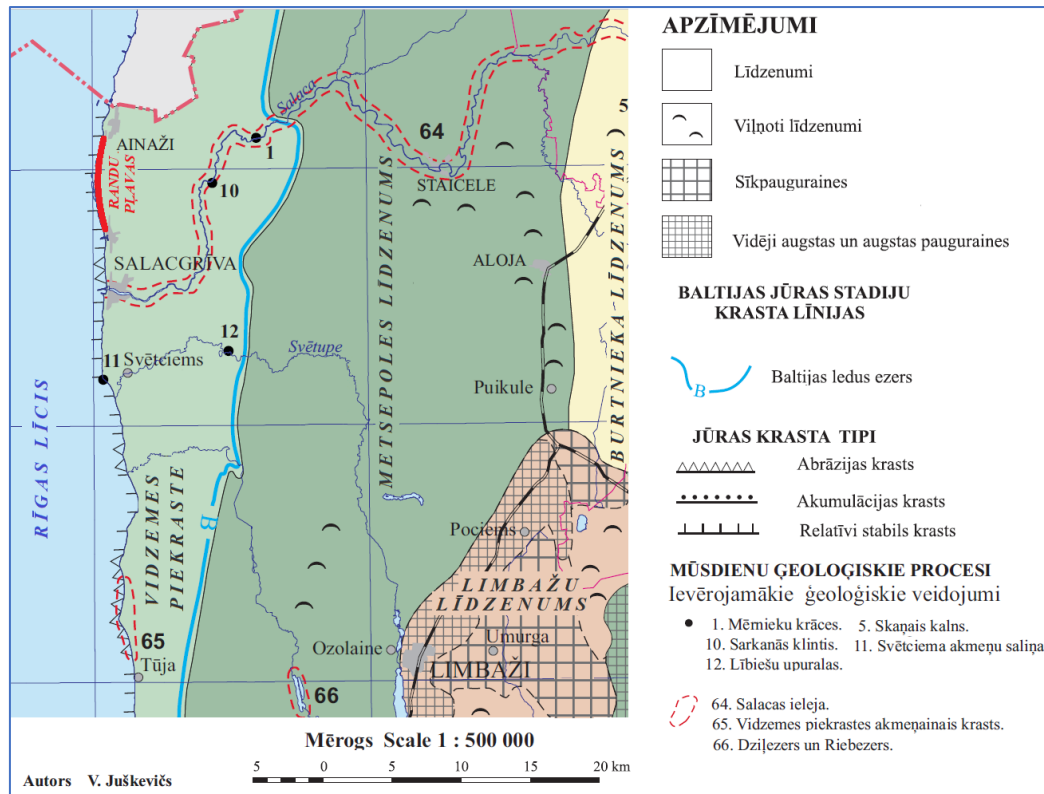 AINAŽI
RANDU
PĻAVAS
SALACGRĪVA
Salaca
1
10
64
5
STAICELE
ALOJA
12
11
Svētciems
Svētupe
Puikule
RĪGAS LĪCIS
VIDZEMES
PIEKRASTE
B
METSEPOLES LĪDZENUMS
BURTNIEKA-LĪDZENUMS
Pociems
LIMBAŽU
LĪDZENUMS
Ozolaine
Umurga
LIMBAŽI
65
Tūja
66
Mērogs Scale 1 : 500 000
5 0 5 10 15 20 km
Autors V. Juškevičs
APZĪMĒJUMI
Līdzenumi
Viļņoti līdzenumi
Sīkpauguraines
Vidēji augstas un augstas pauguraines
BALTIJAS JŪRAS STADIJU
KRASTA LĪNIJAS
B
Baltijas ledus ezers
JŪRAS KRASTA TIPI
Abrāzijas krasts
Akumulācijas krasts
Relatīvi stabils krasts
MŪSDIENU ĢEOLOĢISKIE PROCESI
Ievērojamākie ģeoloģiskie veidojumi
1. Mērnieku krāces. 5. Skaņais kalns.
10. Sarkanās klintis. 11. Svētciema akmeņu saliņa
12. Lībiešu upuralas.
64. Salacas ieleja.
65. Vidzemes piekrastes akmeņainais krasts.
66. Dziļezers un Riebezers.